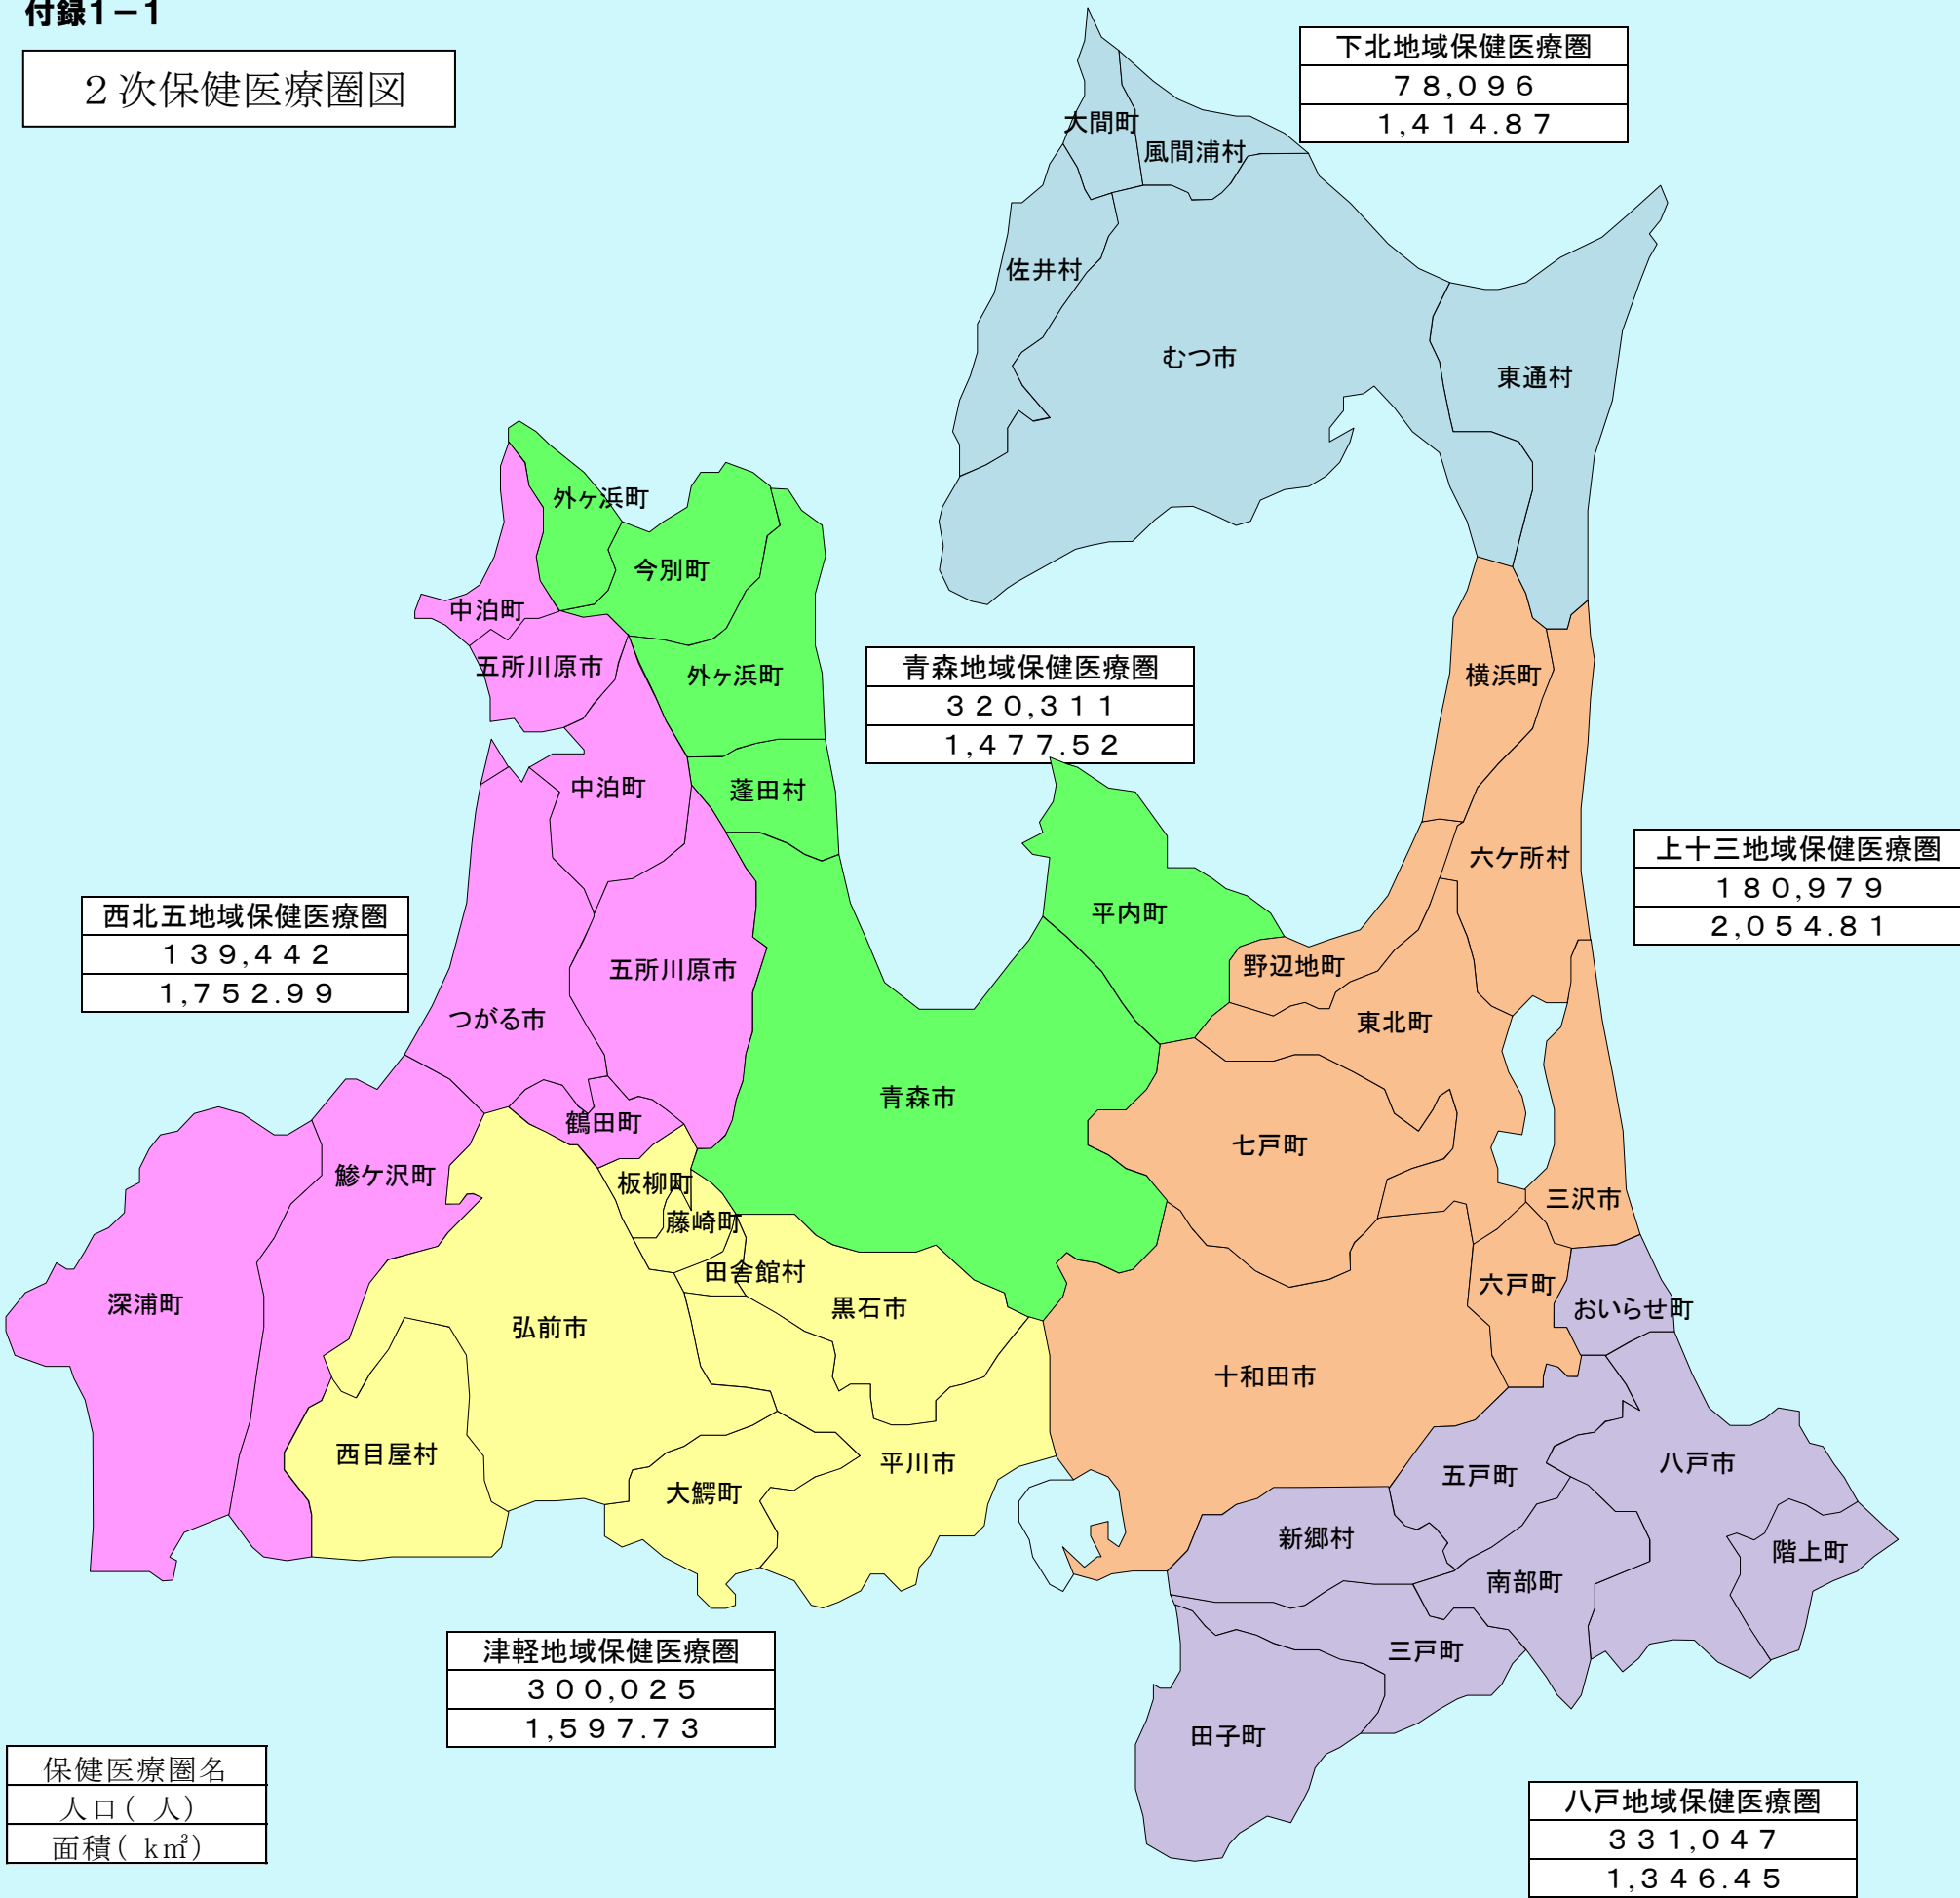 付録1－1
２次保健医療圏図
下北地域保健医療圏
７８,０９６
１,４１４.８７
大間町
風間浦村
佐井村
むつ市
東通村
外ヶ浜町
今別町
中泊町
五所川原市
外ヶ浜町
青森地域保健医療圏
３２０,３１１
１,４７７.５２
横浜町
中泊町
蓬田村
六ケ所村
上十三地域保健医療圏
１８０,９７９
２,０５４.８１
西北五地域保健医療圏
１３９,４４２
１,７５２.９９
平内町
野辺地町
五所川原市
つがる市
東北町
青森市
鶴田町
七戸町
鰺ケ沢町
板柳町
三沢市
藤崎町
田舎館村
六戸町
深浦町
黒石市
おいらせ町
弘前市
十和田市
西目屋村
平川市
八戸市
五戸町
大鰐町
新郷村
階上町
南部町
三戸町
津軽地域保健医療圏
３００,０２５
１,５９７.７３
田子町
保健医療圏名
人口( 人)
面積( k㎡)
八戸地域保健医療圏
３３１,０４７
１,３４６.４５